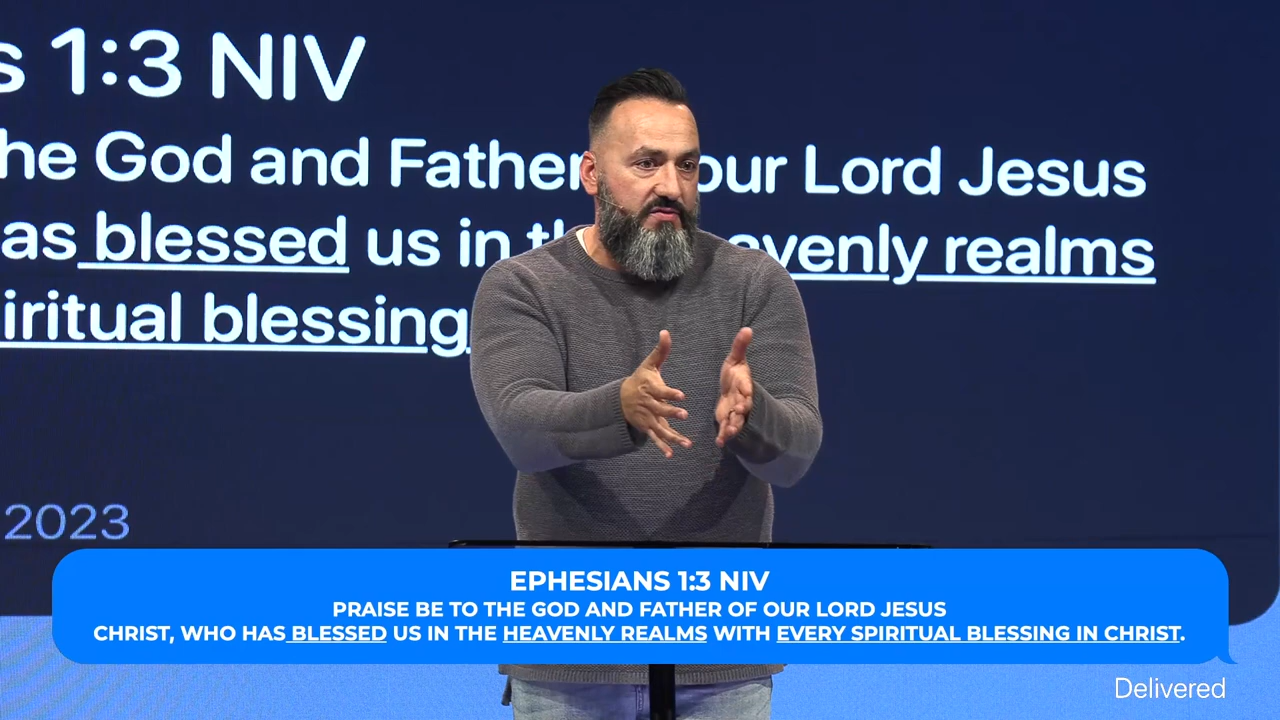 s 1:3 NIV
he God and Father our Lord Jesus
as blessed us in avenly realms
iritual blessing
2023
EPHESIANS 1:3 NIV
PRAISE BE TO THE GOD AND FATHER OF OUR LORD JESUS
CHRIST, WHO HAS BLESSED US IN THE HEAVENLY REALMS WITH EVERY SPIRITUAL BLESSING IN CHRIST.
Delivered